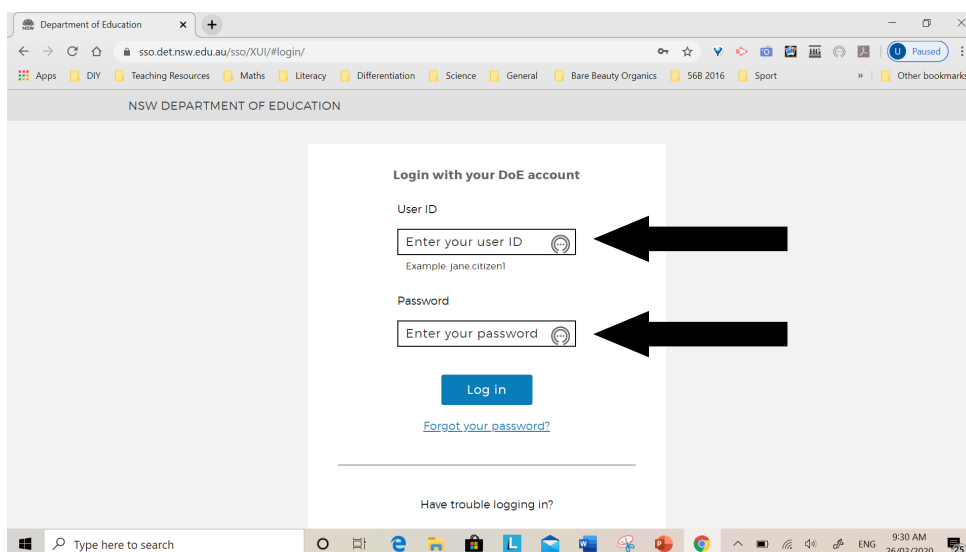 Department of Education
sso.det.nsw.edu.au/sso/XUI/#login/
Paused
Apps DIY Teaching Resources Maths Literacy Differentiation Science General Bare Beauty Organics 56B 2016 Sport » Other bookmarks
NSW DEPARTMENT OF EDUCATION
Login with your DoE account
User ID
Enter your user ID
Example: jane.citizen1
Password
Enter your password
Log in
Forgot your password?
Have trouble logging in?
Type here to search
ENG
9:30 AM
26/03/2020